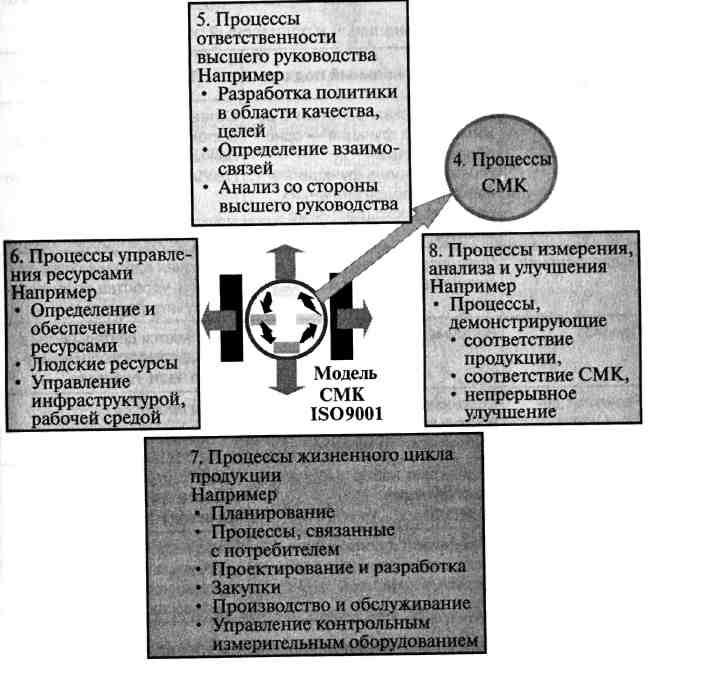 5. Процессы
ответственности
высшего руководства
Например
• Разработка политики
в области качества,
целей
• Определение взаимо-
связей
• Анализ со стороны
высшего руководства
4. Процессы
СМК
6. Процессы управле-
ния ресурсами
Например
• Определение и
обеспечение
ресурсами
• Людские ресурсы
• Управление
инфраструктурой,
рабочей средой
Модель
СМК
ISO9001
8. Процессы измерения,
анализа и улучшения
Например
• Процессы,
демонстрирующие
• соответствие
продукции,
• соответствие СМК,
• непрерывное
улучшение
7. Процессы жизненного цикла
продукции
Например
• Планирование
• Процессы, связанные
с потребителем
• Проектирование и разработка
• Закупки
• Производство и обслуживание
• Управление контрольным
измерительным оборудованием